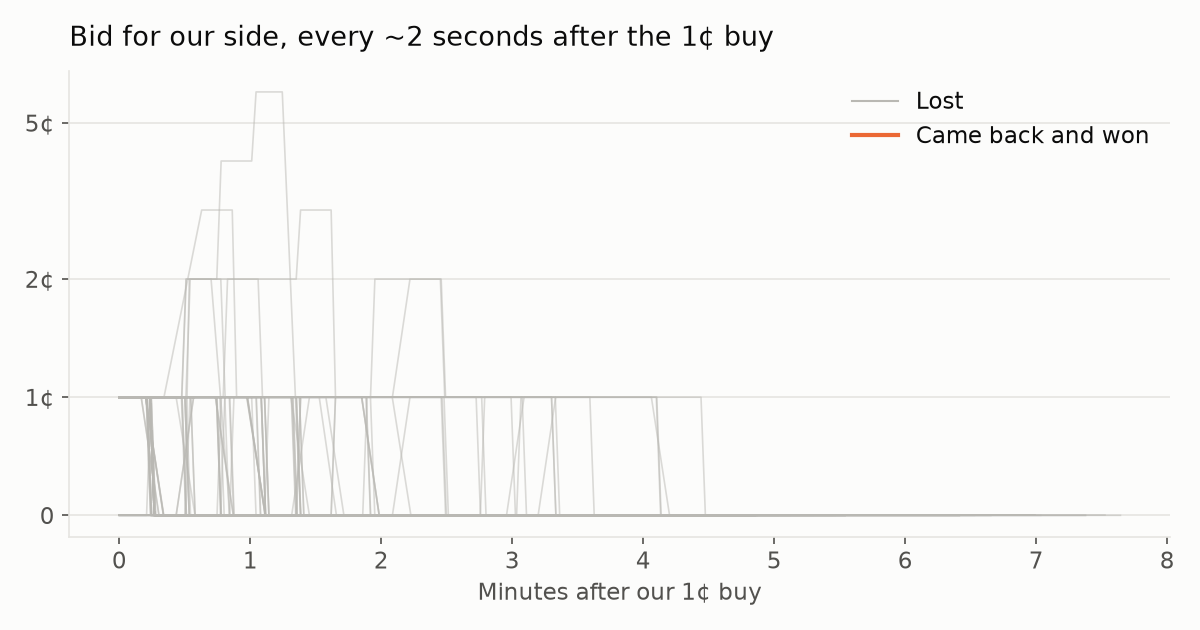 Bid for our side, every ~2 seconds after the 1¢ buy
Lost
Came back and won
5¢
2¢
1¢
0
0 1 2 3 4 5 6 7 8
Minutes after our 1¢ buy